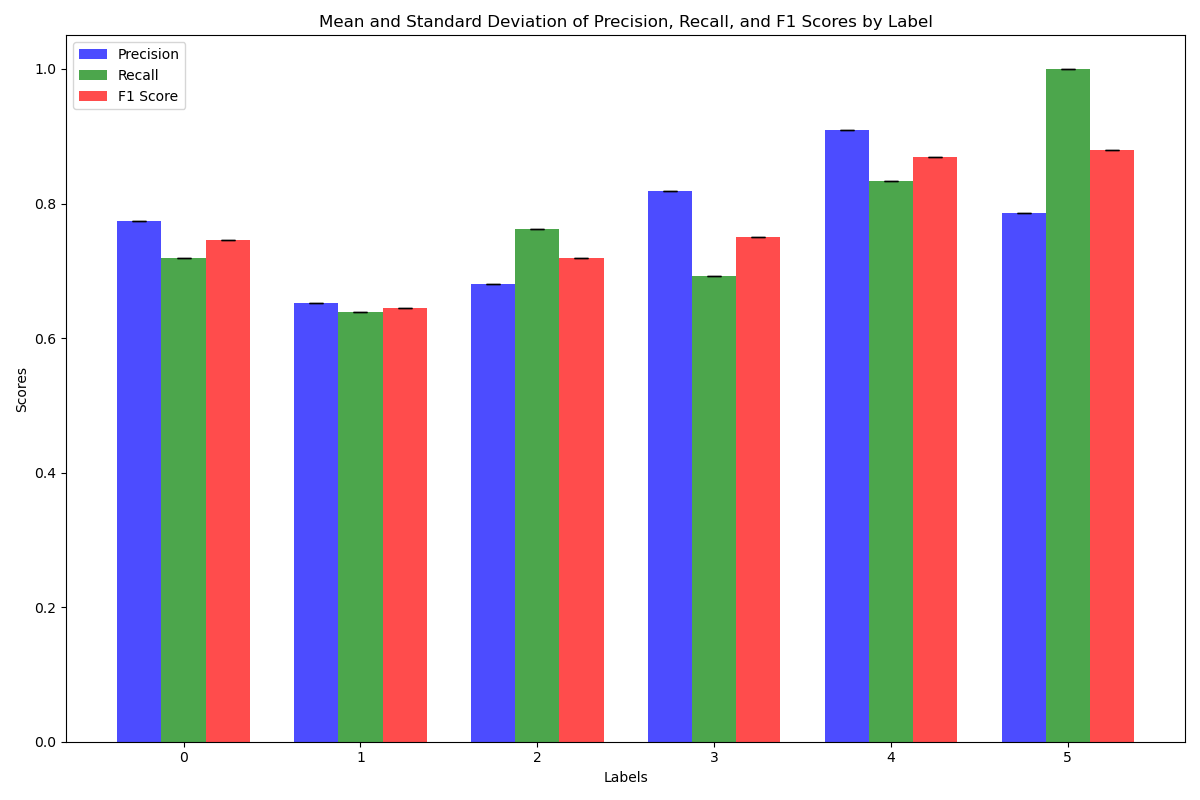 Mean and Standard Deviation of Precision, Recall, and F1 Scores by Label
Precision
Recall
F1 Score
1.0
0.8
0.6
0.4
0.2
0.0
Scores
0 1 2 3 4 5
Labels